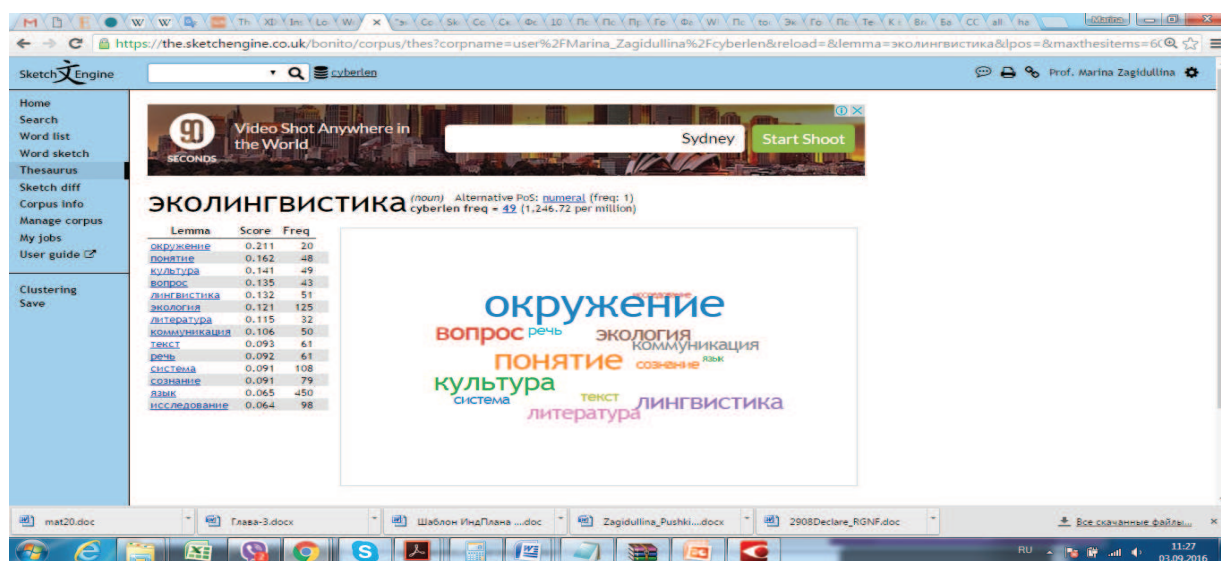 https://the.sketchengine.co.uk/bonito/corpus/thes?corpname=user%2FMarina_Zagidullina%2Fcyberlen&reload=&lemma=эколингвистика&lpos=&maxthesitems=60
Sketch Engine
cyberlen
Prof. Marina Zagidullina
Home
Search
Word list
Word sketch
Thesaurus
Sketch diff
Corpus info
Manage corpus
My jobs
User guide
Clustering
Save
90
SECONDS
Video Shot Anywhere in
the World
Sydney
Start Shoot
эколингвистика (noun) Alternative PoS: numeral (freq: 1)
cyberlen freq = 49 (1,246.72 per million)
Lemma Score Freq
окружение 0.211 20
понятие 0.162 48
культура 0.141 49
вопрос 0.135 43
лингвистика 0.132 51
экология 0.121 125
литература 0.115 32
коммуникация 0.106 50
текст 0.093 61
речь 0.092 61
система 0.091 108
сознание 0.091 79
язык 0.065 450
исследование 0.064 98
исследование
окружение
вопрос речь экология
коммуникация
понятие сознание язык
культура
система текст лингвистика
литература
mat20.doc
Глава-3.docx
Шаблон ИндПлана ....doc
Zagidullina_Pushki....docx
2908Declare_RGNF.doc
Все скачанные файлы...
RU
11:27
03.09.2016